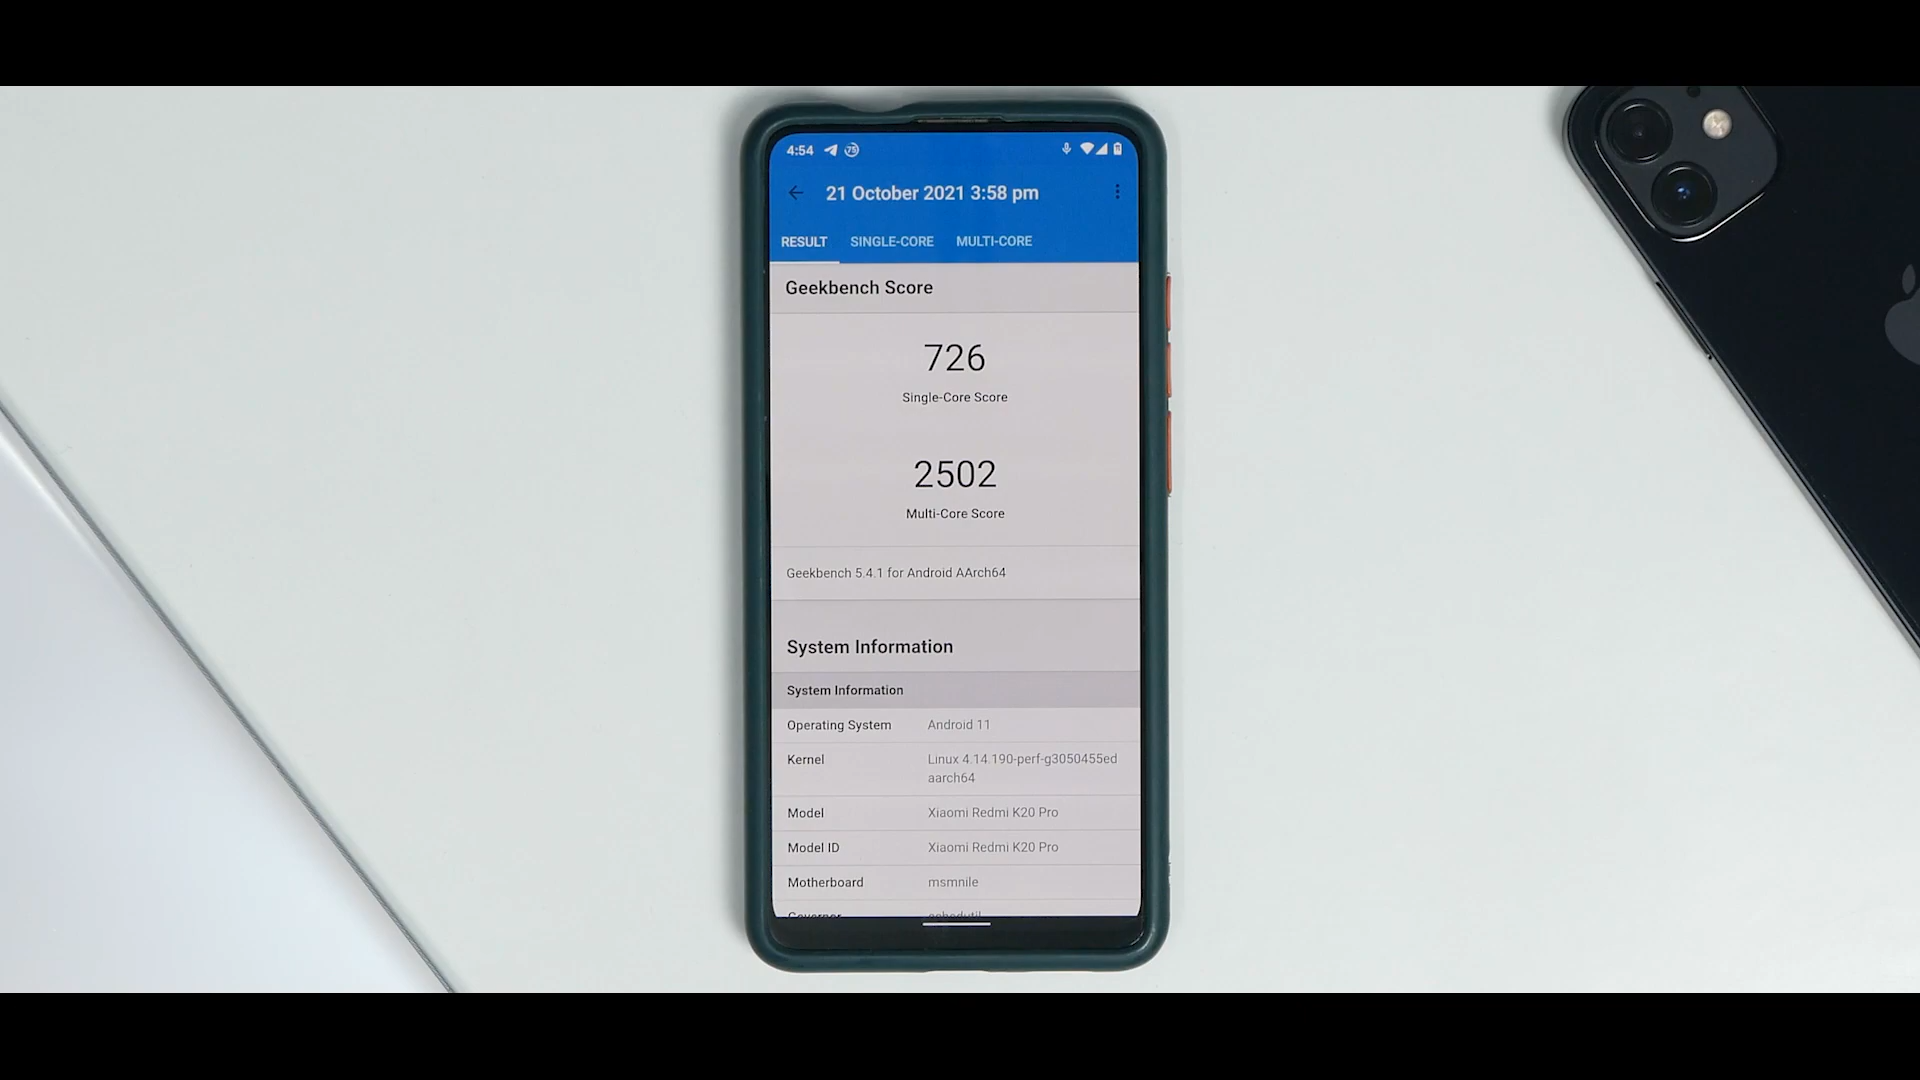 4:54 75
21 October 2021 3:58 pm
RESULT SINGLE-CORE MULTI-CORE
Geekbench Score
726
Single-Core Score
2502
Multi-Core Score
Geekbench 5.4.1 for Android AArch64
System Information
System Information
Operating System Android 11
Kernel Linux 4.14.190-perf-g3050455ed
aarch64
Model Xiaomi Redmi K20 Pro
Model ID Xiaomi Redmi K20 Pro
Motherboard msmnile
Governor schedutil